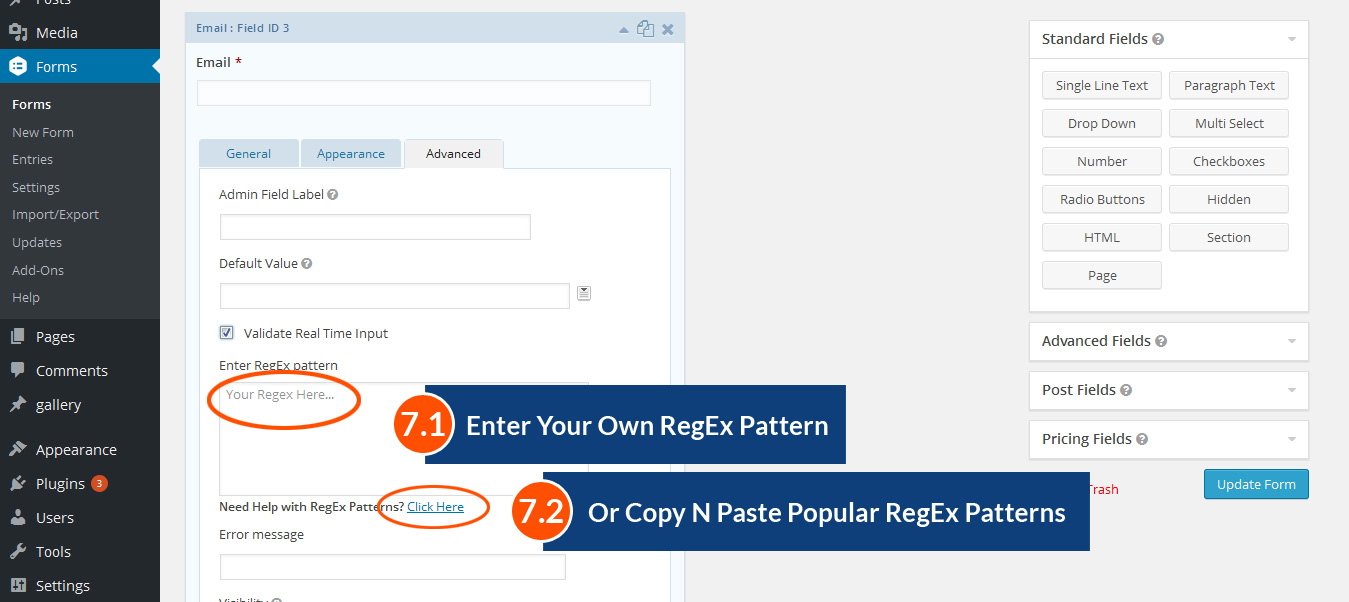 Posts
Media
Forms
Forms
New Form
Entries
Settings
Import/Export
Updates
Add-Ons
Help
Pages
Comments
gallery
Appearance
Plugins 3
Users
Tools
Settings
Email : Field ID 3
Email *
General Appearance Advanced
Admin Field Label
Default Value
Validate Real Time Input
Enter RegEx pattern
Your Regex Here...
7.1 Enter Your Own RegEx Pattern
Need Help with RegEx Patterns? Click Here
7.2 Or Copy N Paste Popular RegEx Patterns
Error message
Visibility
Standard Fields
Single Line Text Paragraph Text
Drop Down Multi Select
Number Checkboxes
Radio Buttons Hidden
HTML Section
Page
Advanced Fields
Post Fields
Pricing Fields
Trash Update Form